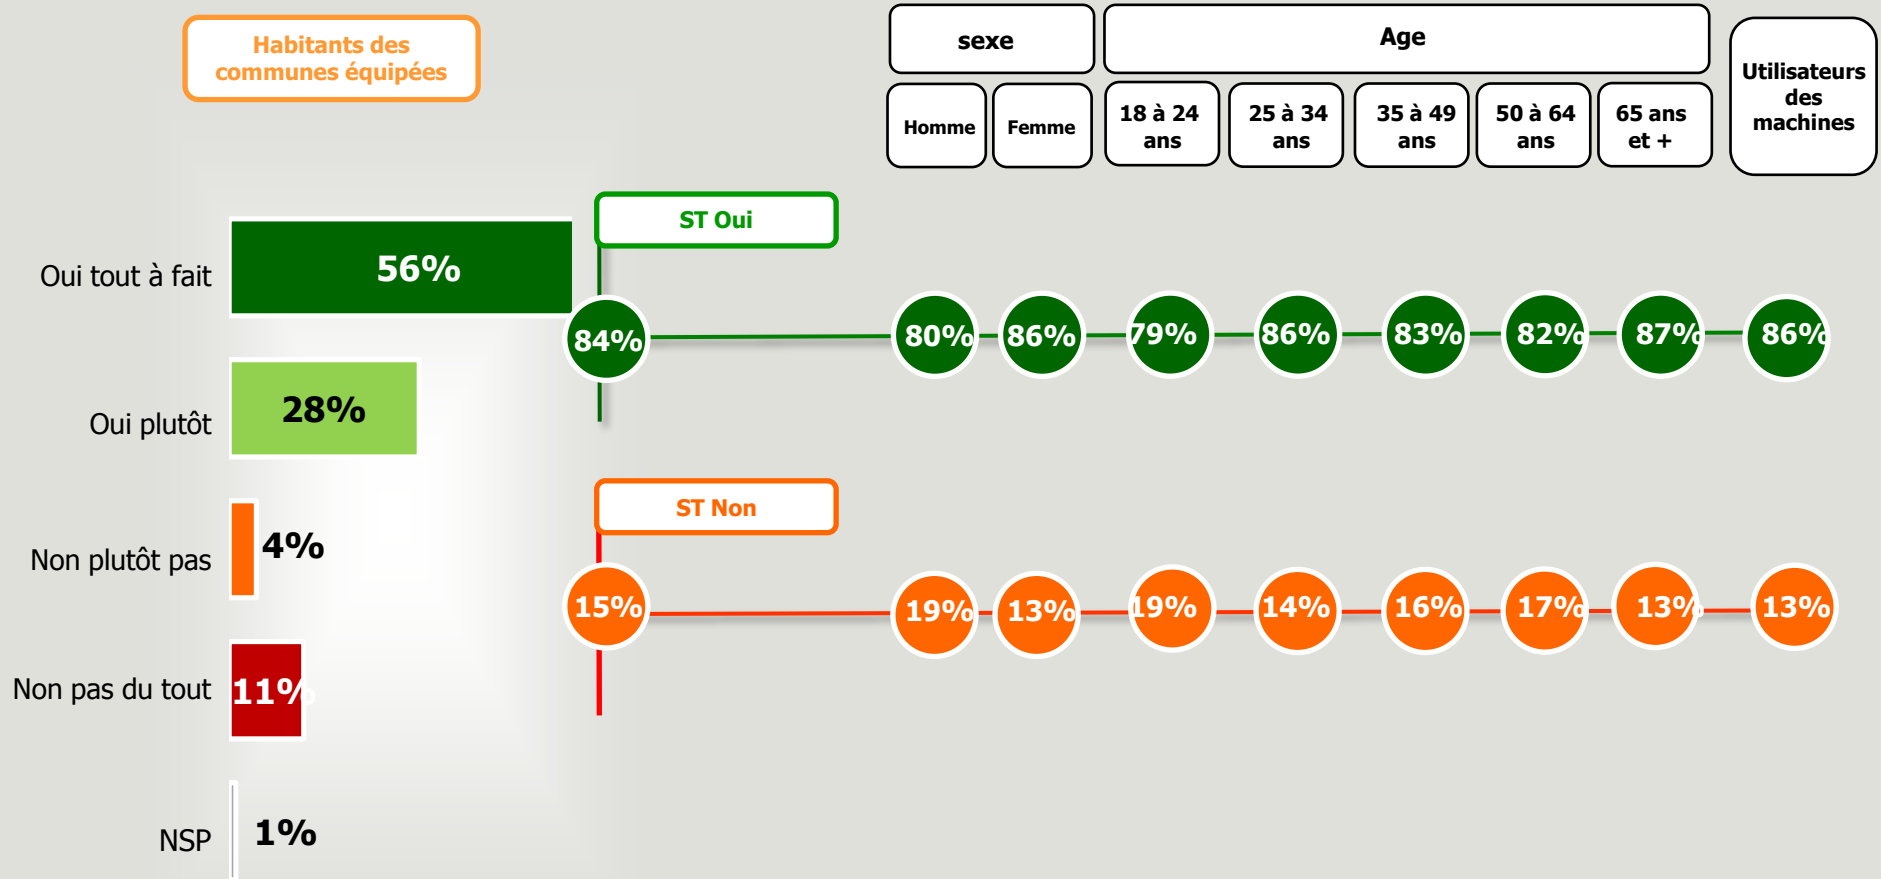 Habitants des
communes équipées
sexe
Age
Utilisateurs
des
machines
Homme
Femme
18 à 24
ans
25 à 34
ans
35 à 49
ans
50 à 64
ans
65 ans
et +
ST Oui
Oui tout à fait
56%
84%
80%
86%
79%
86%
83%
82%
87%
86%
Oui plutôt
28%
ST Non
Non plutôt pas
4%
15%
19%
13%
19%
14%
16%
17%
13%
13%
Non pas du tout
11%
NSP
1%